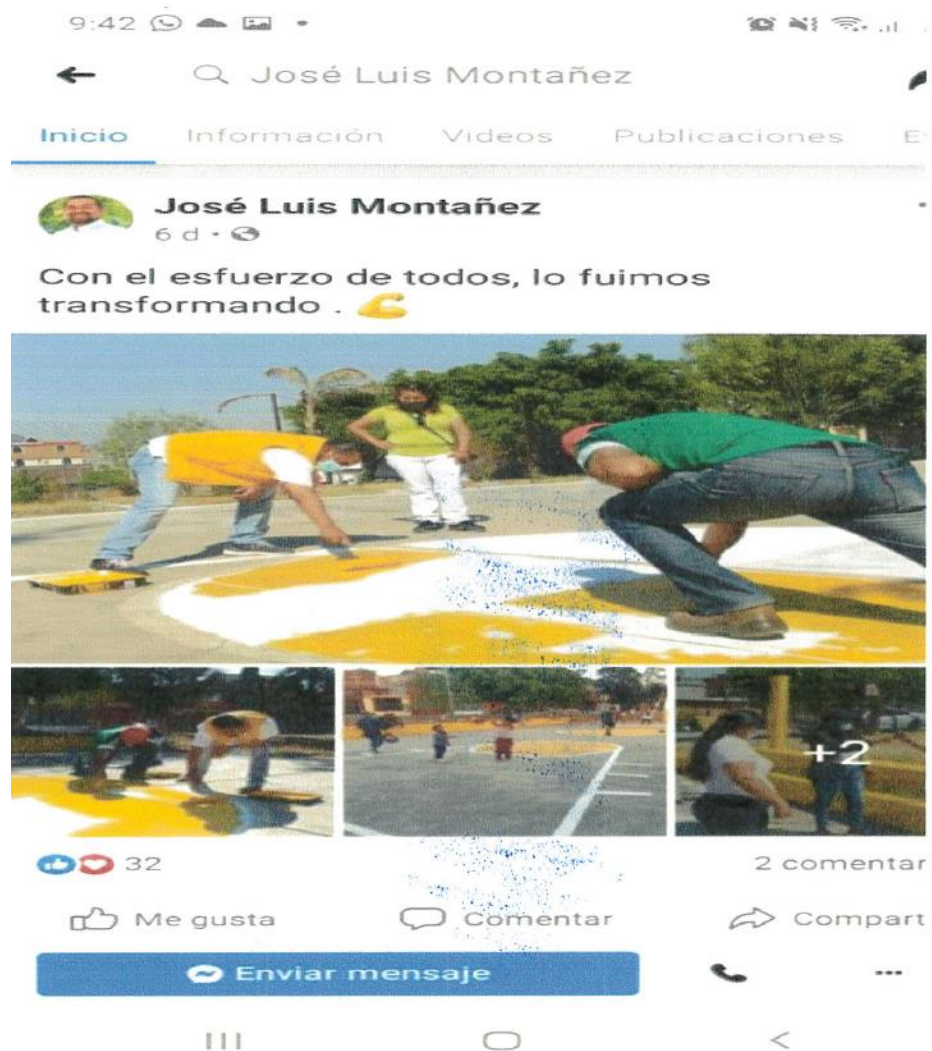 9:42
José Luis Montañez
Inicio Información Videos Publicaciones
José Luis Montañez
6 d
Con el esfuerzo de todos, lo fuimos
transformando .
+2
32 2 comentar
Me gusta Comentar Compart
Enviar mensaje